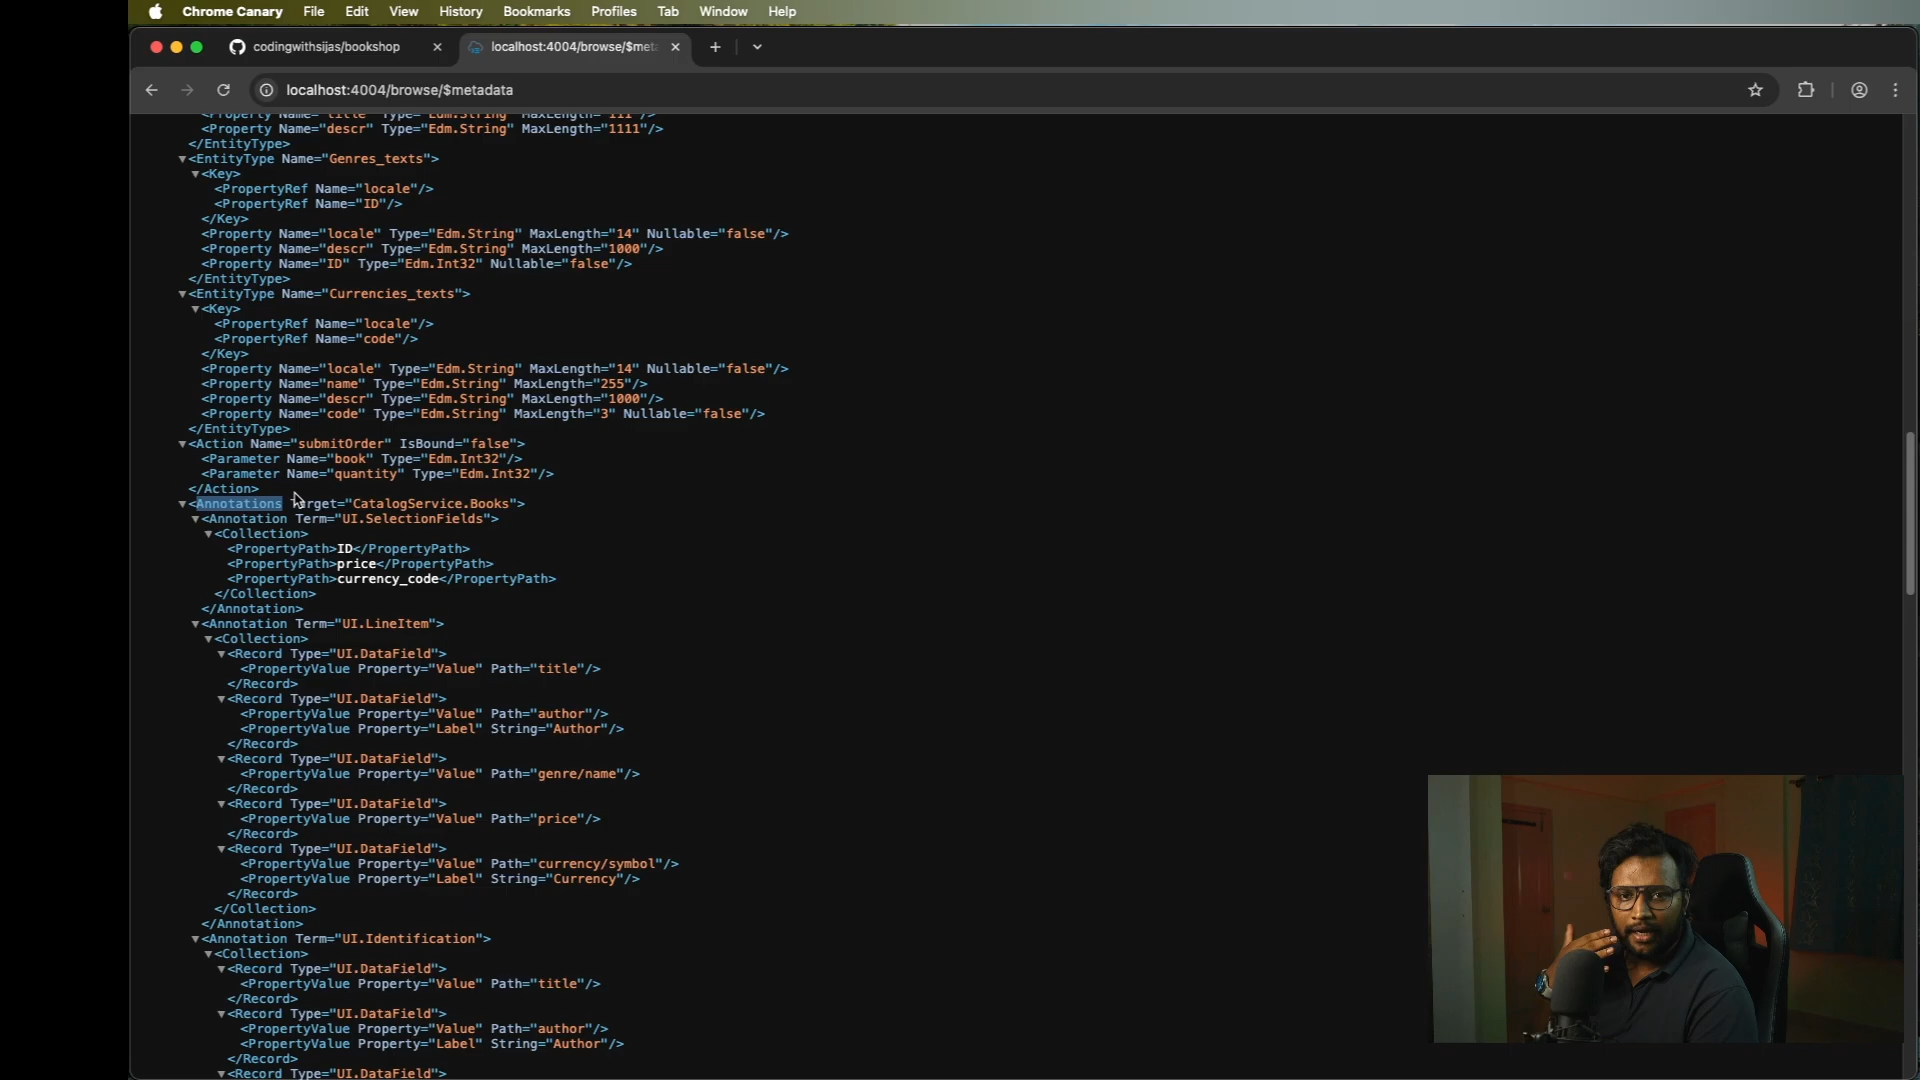 Chrome Canary File Edit View History Bookmarks Profiles Tab Window Help
codingwithsijas/bookshop
localhost:4004/browse/$met
localhost:4004/browse/$metadata
<Property Name="title" Type="Edm.String" MaxLength="111"/>
<Property Name="descr" Type="Edm.String" MaxLength="1111"/>
</EntityType>
▼<EntityType Name="Genres_texts">
▼<Key>
<PropertyRef Name="locale"/>
<PropertyRef Name="ID"/>
</Key>
<Property Name="locale" Type="Edm.String" MaxLength="14" Nullable="false"/>
<Property Name="descr" Type="Edm.String" MaxLength="1000"/>
<Property Name="ID" Type="Edm.Int32" Nullable="false"/>
</EntityType>
▼<EntityType Name="Currencies_texts">
▼<Key>
<PropertyRef Name="locale"/>
<PropertyRef Name="code"/>
</Key>
<Property Name="locale" Type="Edm.String" MaxLength="14" Nullable="false"/>
<Property Name="name" Type="Edm.String" MaxLength="255"/>
<Property Name="descr" Type="Edm.String" MaxLength="1000"/>
<Property Name="code" Type="Edm.String" MaxLength="3" Nullable="false"/>
</EntityType>
▼<Action Name="submitOrder" IsBound="false">
<Parameter Name="book" Type="Edm.Int32"/>
<Parameter Name="quantity" Type="Edm.Int32"/>
</Action>
▼<Annotations Target="CatalogService.Books">
▼<Annotation Term="UI.SelectionFields">
▼<Collection>
<PropertyPath>ID</PropertyPath>
<PropertyPath>price</PropertyPath>
<PropertyPath>currency_code</PropertyPath>
</Collection>
</Annotation>
▼<Annotation Term="UI.LineItem">
▼<Collection>
▼<Record Type="UI.DataField">
<PropertyValue Property="Value" Path="title"/>
</Record>
▼<Record Type="UI.DataField">
<PropertyValue Property="Value" Path="author"/>
<PropertyValue Property="Label" String="Author"/>
</Record>
▼<Record Type="UI.DataField">
<PropertyValue Property="Value" Path="genre/name"/>
</Record>
▼<Record Type="UI.DataField">
<PropertyValue Property="Value" Path="price"/>
</Record>
▼<Record Type="UI.DataField">
<PropertyValue Property="Value" Path="currency/symbol"/>
<PropertyValue Property="Label" String="Currency"/>
</Record>
</Collection>
</Annotation>
▼<Annotation Term="UI.Identification">
▼<Collection>
▼<Record Type="UI.DataField">
<PropertyValue Property="Value" Path="title"/>
</Record>
▼<Record Type="UI.DataField">
<PropertyValue Property="Value" Path="author"/>
<PropertyValue Property="Label" String="Author"/>
</Record>
▼<Record Type="UI.DataField">